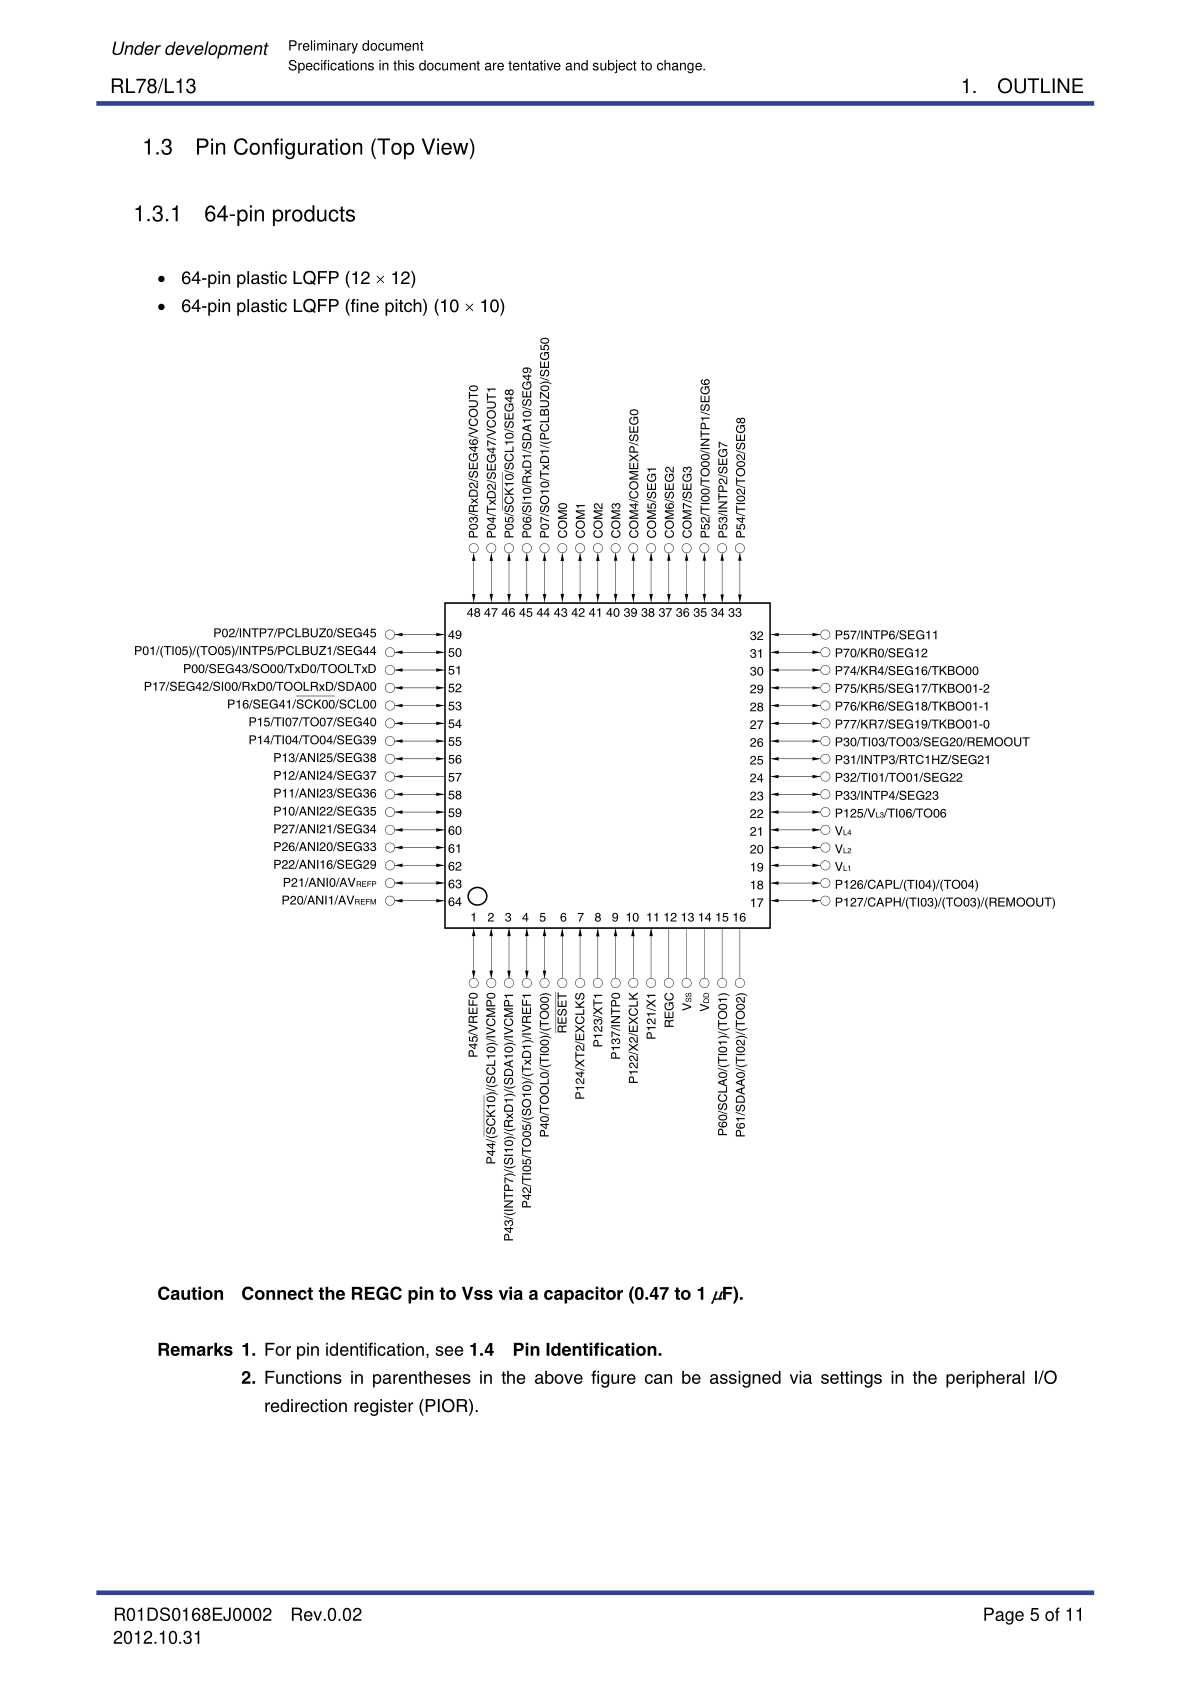 Under development Preliminary document
Specifications in this document are tentative and subject to change.
RL78/L13 1. OUTLINE
1.3 Pin Configuration (Top View)
1.3.1 64-pin products
• 64-pin plastic LQFP (12 × 12)
• 64-pin plastic LQFP (fine pitch) (10 × 10)
P03/RxD2/SEG46/VCOUT0
P04/TxD2/SEG47/VCOUT1
P05/SCK10/SCL10/SEG48
P06/SI10/RxD1/SDA10/SEG49
P07/SO10/TxD1/(PCLBUZ0)/SEG50
COM0
COM1
COM2
COM3
COM4/COMEXP/SEG0
COM5/SEG1
COM6/SEG2
COM7/SEG3
P52/TI00/TO00/INTP1/SEG6
P53/INTP2/SEG7
P54/TI02/TO02/SEG8
48 47 46 45 44 43 42 41 40 39 38 37 36 35 34 33
P02/INTP7/PCLBUZ0/SEG45 49 32 P57/INTP6/SEG11
P01/(TI05)/(TO05)/INTP5/PCLBUZ1/SEG44 50 31 P70/KR0/SEG12
P00/SEG43/SO00/TxD0/TOOLTxD 51 30 P74/KR4/SEG16/TKBO00
P17/SEG42/SI00/RxD0/TOOLRxD/SDA00 52 29 P75/KR5/SEG17/TKBO01-2
P16/SEG41/SCK00/SCL00 53 28 P76/KR6/SEG18/TKBO01-1
P15/TI07/TO07/SEG40 54 27 P77/KR7/SEG19/TKBO01-0
P14/TI04/TO04/SEG39 55 26 P30/TI03/TO03/SEG20/REMOOUT
P13/ANI25/SEG38 56 25 P31/INTP3/RTC1HZ/SEG21
P12/ANI24/SEG37 57 24 P32/TI01/TO01/SEG22
P11/ANI23/SEG36 58 23 P33/INTP4/SEG23
P10/ANI22/SEG35 59 22 P125/VL3/TI06/TO06
P27/ANI21/SEG34 60 21 VL4
P26/ANI20/SEG33 61 20 VL2
P22/ANI16/SEG29 62 19 VL1
P21/ANI0/AVREFP 63 18 P126/CAPL/(TI04)/(TO04)
P20/ANI1/AVREFM 64 17 P127/CAPH/(TI03)/(TO03)/(REMOOUT)
1 2 3 4 5 6 7 8 9 10 11 12 13 14 15 16
P45/VREF0
P44/(SCK10)/(SCL10)/IVCMP0
P43/(INTP7)/(SI10)/(RxD1)/(SDA10)/IVCMP1
P42/TI05/TO05/(SO10)/(TxD1)/IVREF1
P40/TOOL0/(TI00)/(TO00)
RESET
P124/XT2/EXCLKS
P123/XT1
P137/INTP0
P122/X2/EXCLK
P121/X1
REGC
VSS
VDD
P60/SCLA0/(TI01)/(TO01)
P61/SDAA0/(TI02)/(TO02)
Caution Connect the REGC pin to Vss via a capacitor (0.47 to 1 μF).
Remarks 1. For pin identification, see 1.4 Pin Identification.
2. Functions in parentheses in the above figure can be assigned via settings in the peripheral I/O
redirection register (PIOR).
R01DS0168EJ0002 Rev.0.02 Page 5 of 11
2012.10.31